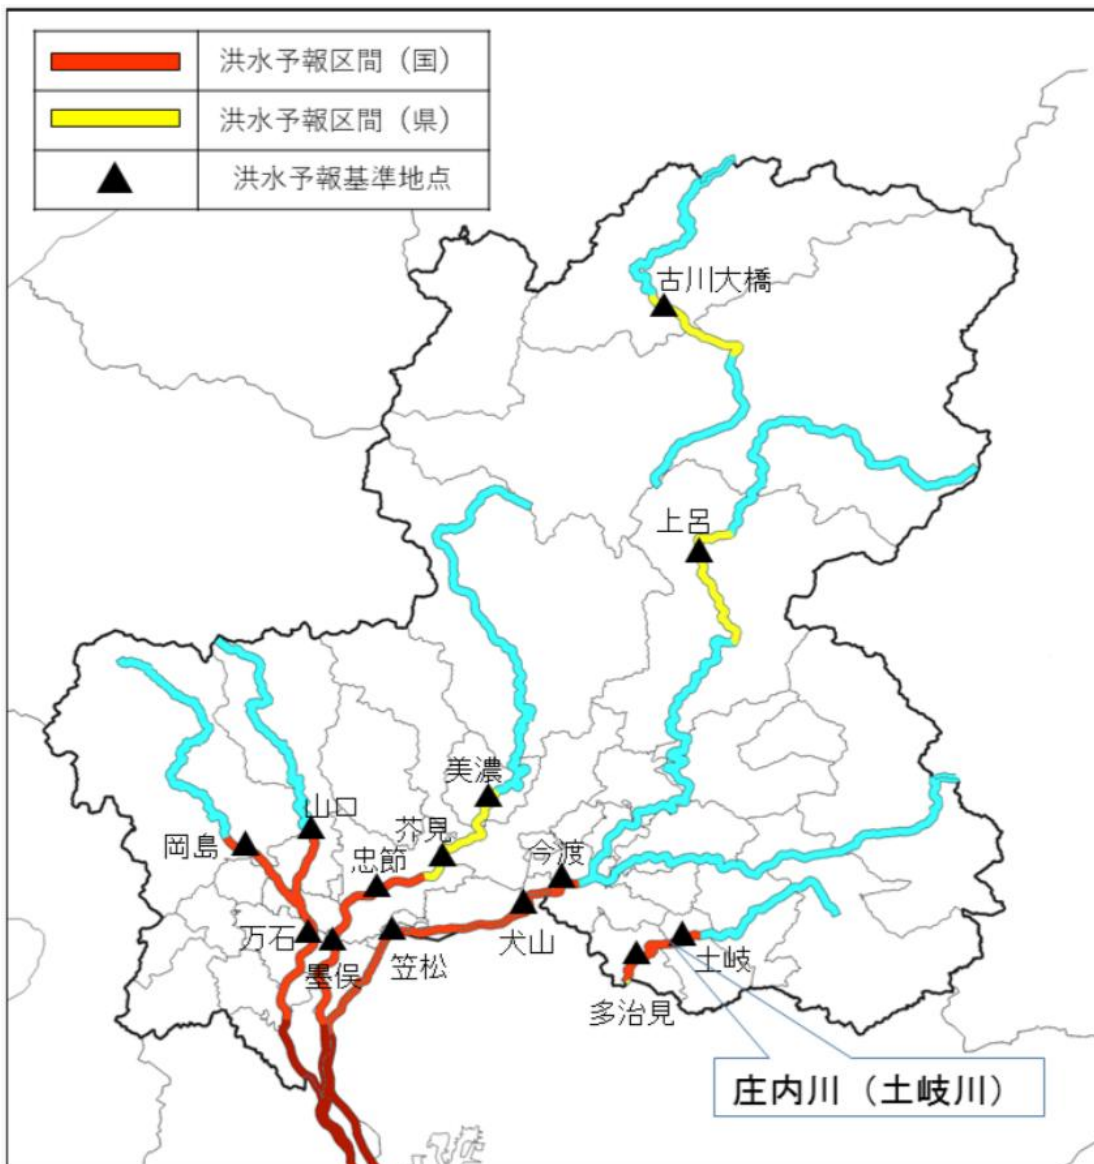 洪水予報区間（国）
洪水予報区間（県）
洪水予報基準地点
古川大橋
上呂
美濃
山口
芥見
岡島
忠節
今渡
万石
墨俣
笠松
犬山
土岐
多治見
庄内川（土岐川）